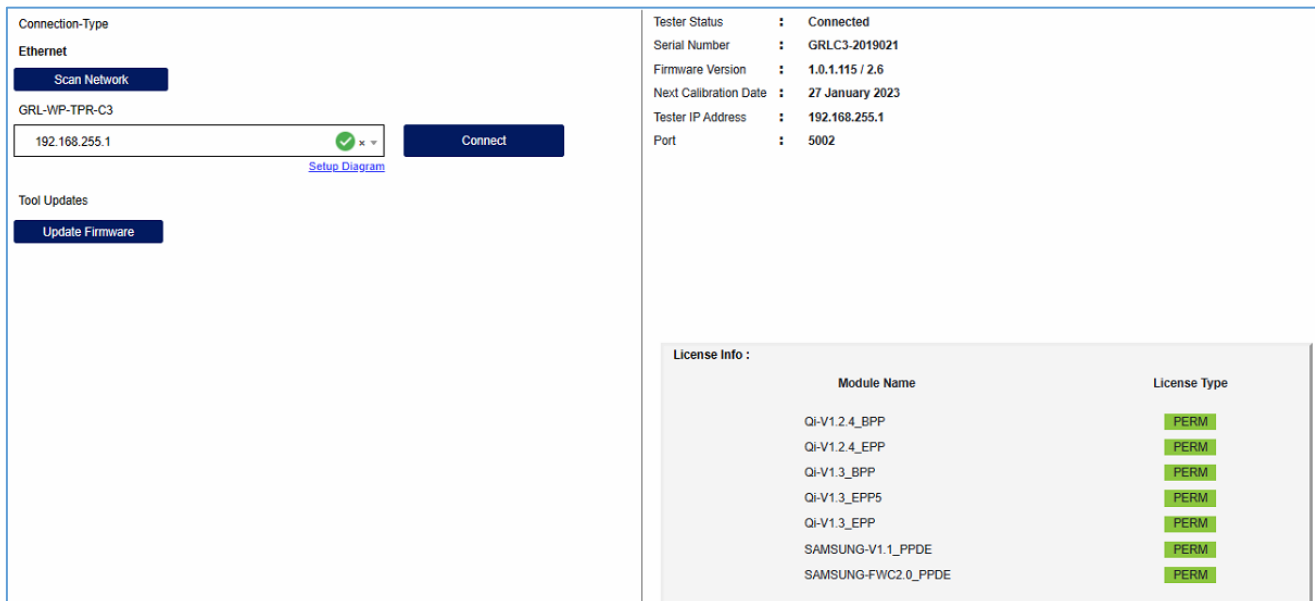 Connection-Type
Ethernet
Scan Network
GRL-WP-TPR-C3
192.168.255.1
Connect
Setup Diagram
Tool Updates
Update Firmware
Tester Status : Connected
Serial Number : GRLC3-2019021
Firmware Version : 1.0.1.115 / 2.6
Next Calibration Date : 27 January 2023
Tester IP Address : 192.168.255.1
Port : 5002
License Info :
Module Name License Type
Qi-V1.2.4_BPP PERM
Qi-V1.2.4_EPP PERM
Qi-V1.3_BPP PERM
Qi-V1.3_EPP5 PERM
Qi-V1.3_EPP PERM
SAMSUNG-V1.1_PPDE PERM
SAMSUNG-FWC2.0_PPDE PERM